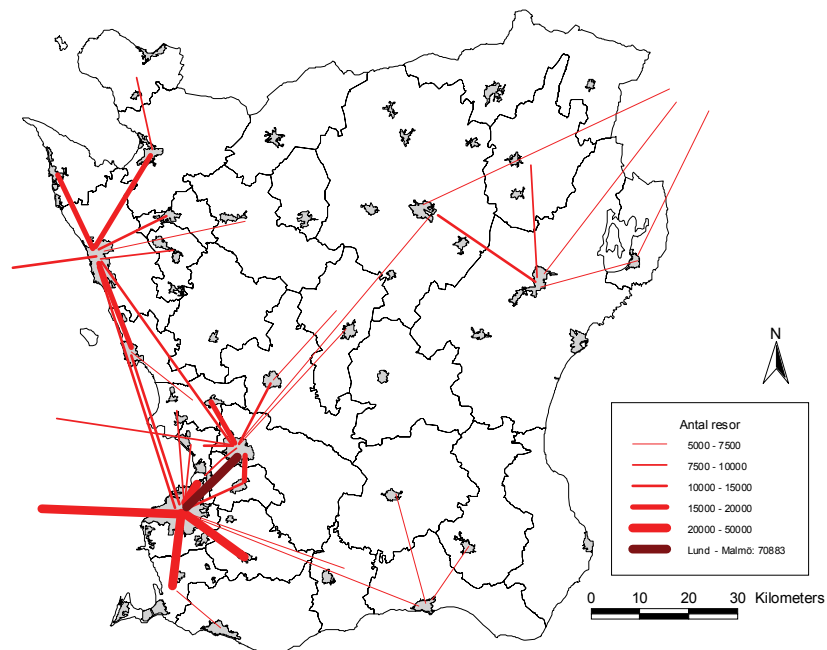 N
Antal resor
5000 - 7500
7500 - 10000
10000 - 15000
15000 - 20000
20000 - 50000
Lund - Malmö: 70883
0 10 20 30 Kilometers